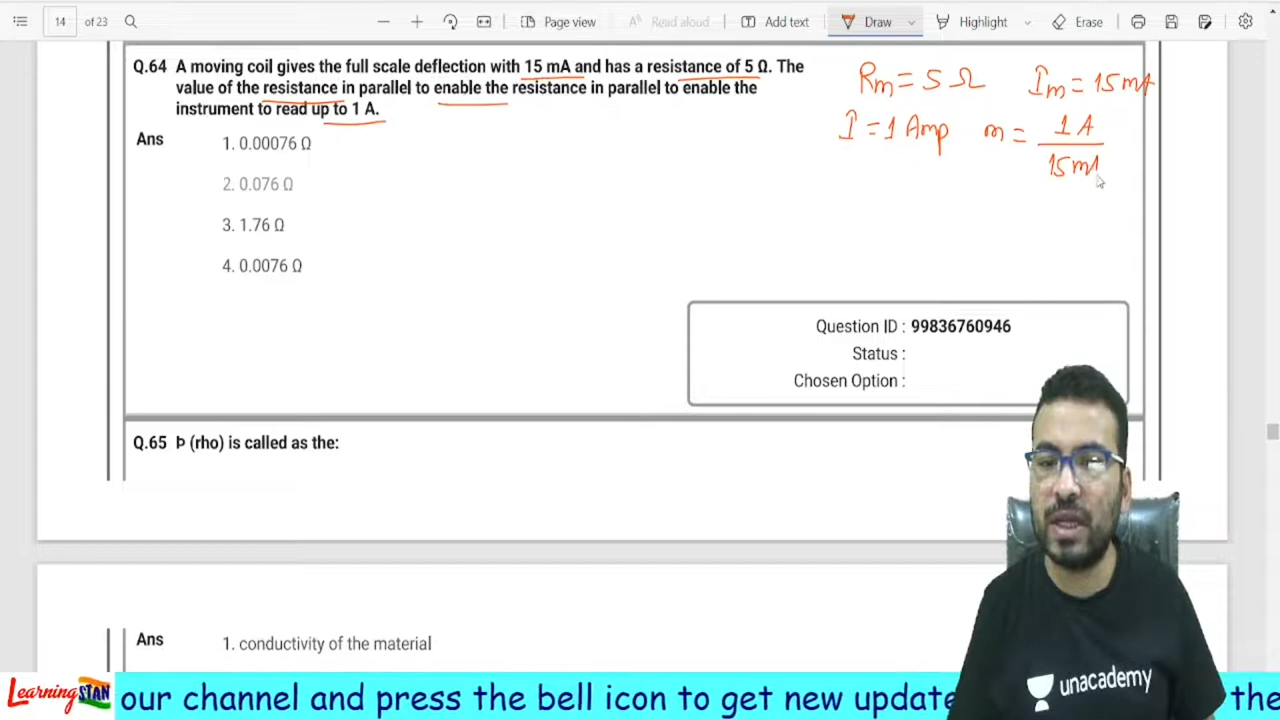 14 of 23 Page view Read aloud Add text Draw Highlight Erase
Q.64 A moving coil gives the full scale deflection with 15 mA and has a resistance of 5 Ω. The
value of the resistance in parallel to enable the resistance in parallel to enable the
instrument to read up to 1 A.
Rm = 5 Ω Im = 15 mA
I = 1 Amp m = 1 A / 15 mA
Ans
1. 0.00076 Ω
2. 0.076 Ω
3. 1.76 Ω
4. 0.0076 Ω
Question ID : 99836760946
Status :
Chosen Option :
Q.65 Þ (rho) is called as the:
Ans
1. conductivity of the material
unacademy
Learning STAN
our channel and press the bell icon to get new update the